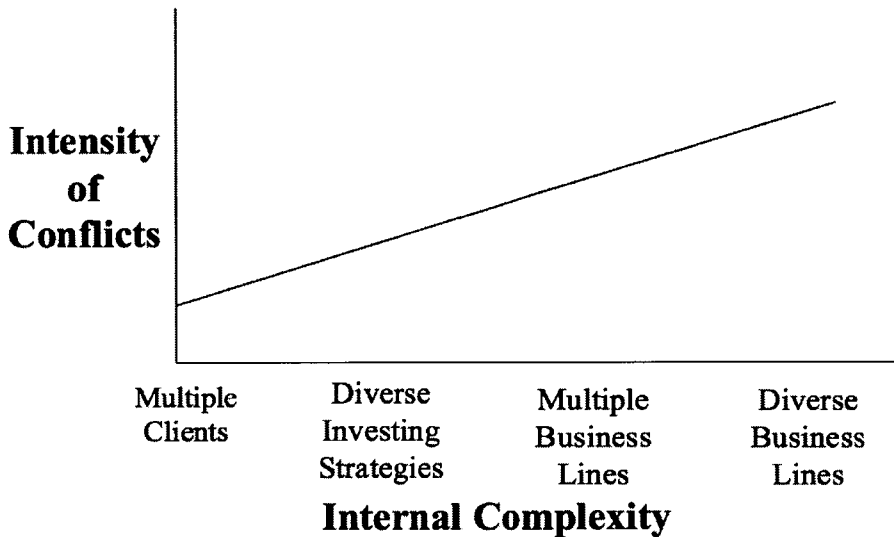 Intensity
of
Conflicts
Multiple
Clients
Diverse
Investing
Strategies
Multiple
Business
Lines
Diverse
Business
Lines
Internal Complexity